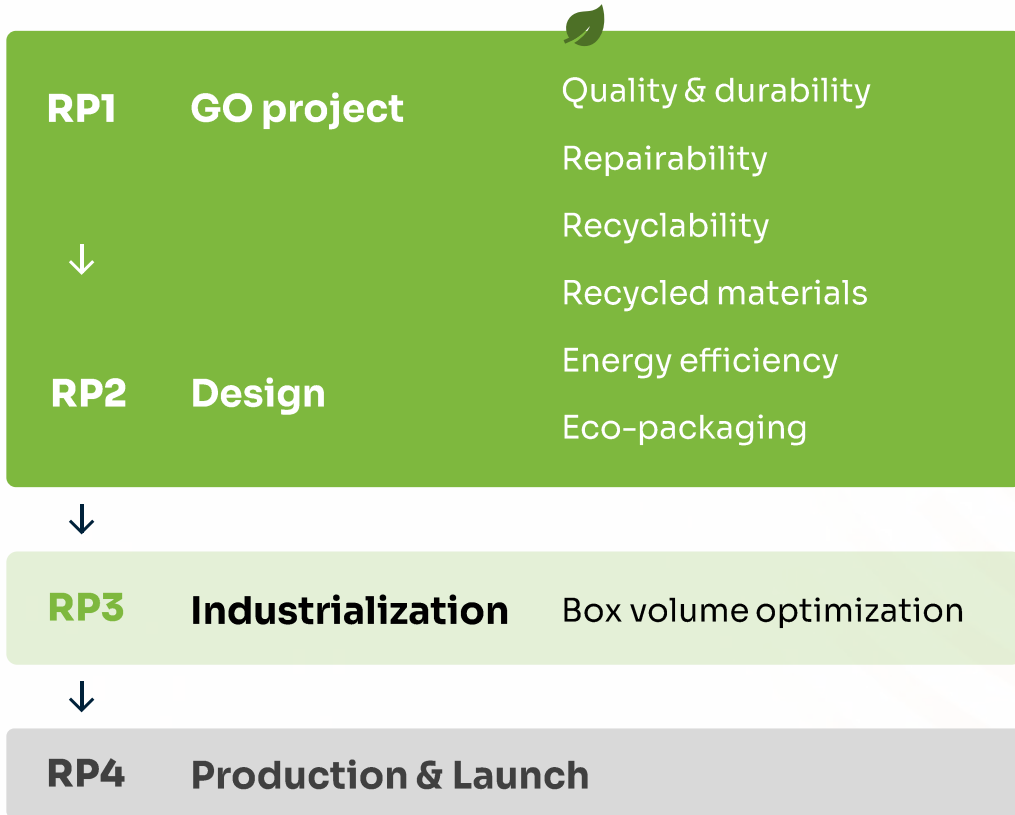 RP1 GO project
Quality & durability
Repairability
Recyclability
Recycled materials
Energy efficiency
RP2 Design
Eco-packaging
RP3 Industrialization Box volume optimization
RP4 Production & Launch